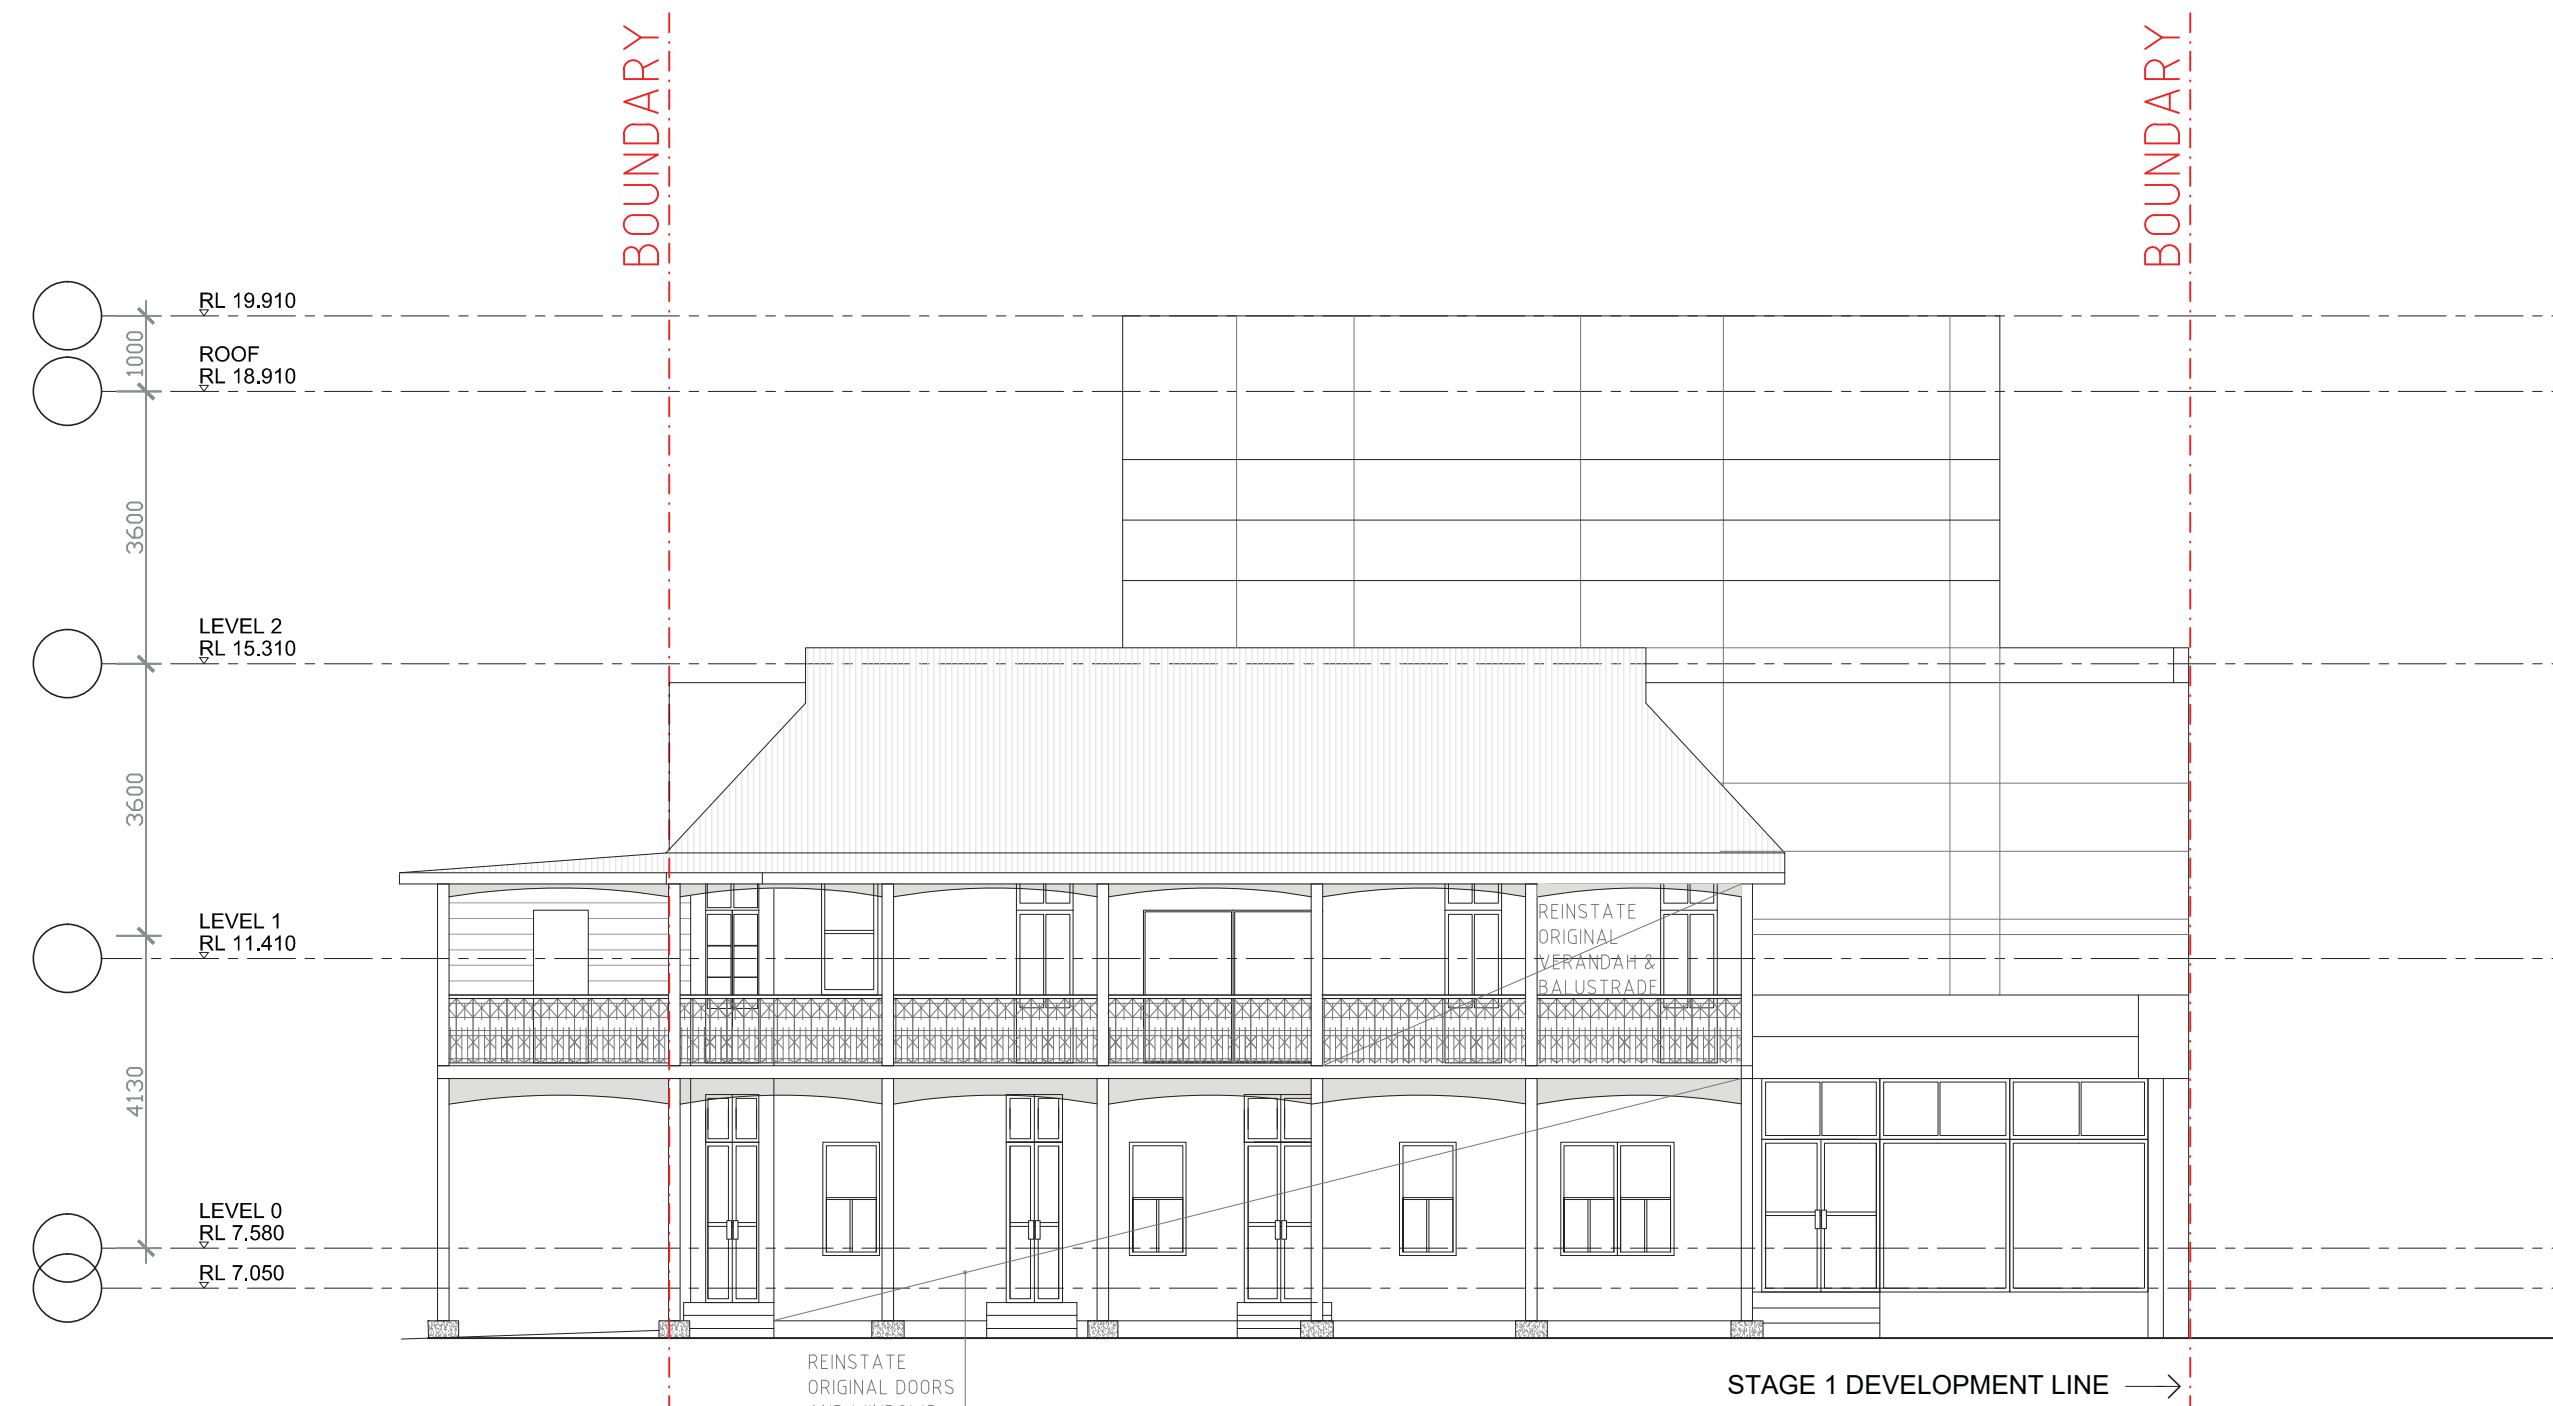 BOUNDARY
BOUNDARY
RL 19.910
1000
ROOF
RL 18.910
3600
LEVEL 2
RL 15.310
3600
LEVEL 1
RL 11.410
4130
LEVEL 0
RL 7.580
RL 7.050
REINSTATE
ORIGINAL
VERANDAH &
BALUSTRADE
REINSTATE
ORIGINAL DOORS
STAGE 1 DEVELOPMENT LINE